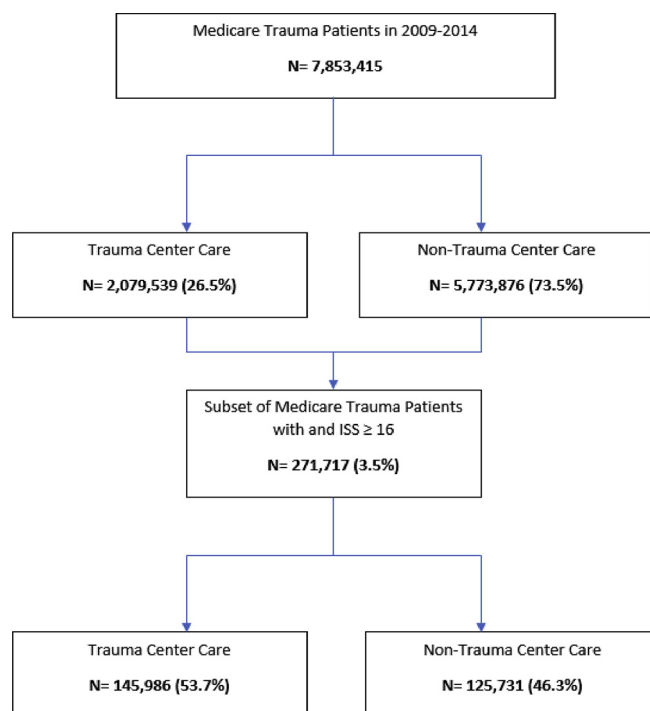 Medicare Trauma Patients in 2009-2014
N= 7,853,415
Trauma Center Care
N= 2,079,539 (26.5%)
Non-Trauma Center Care
N= 5,773,876 (73.5%)
Subset of Medicare Trauma Patients
with and ISS ≥ 16
N= 271,717 (3.5%)
Trauma Center Care
N= 145,986 (53.7%)
Non-Trauma Center Care
N= 125,731 (46.3%)